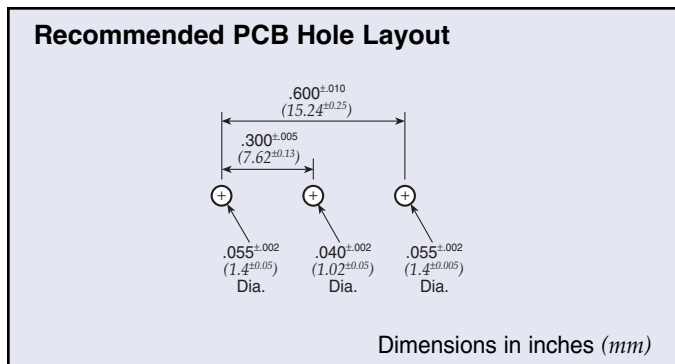 Recommended PCB Hole Layout
.600±.010
(15.24±0.25)
.300±.005
(7.62±0.13)
.055±.002
(1.4±0.05)
Dia.
.040±.002
(1.02±0.05)
Dia.
.055±.002
(1.4±0.005)
Dia.
Dimensions in inches (mm)